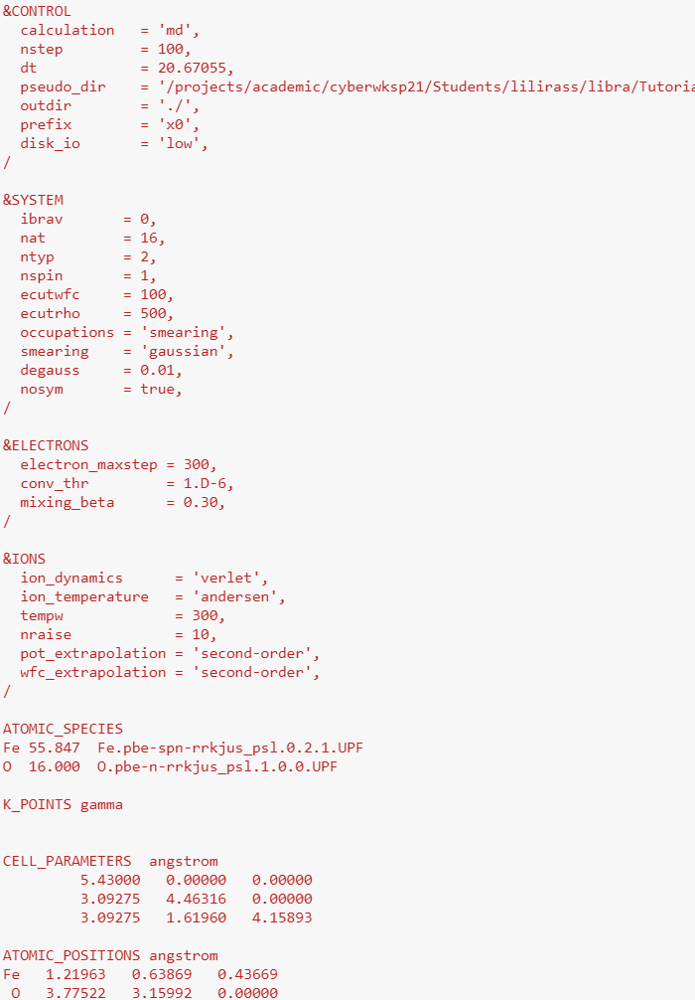 &CONTROL
  calculation   = 'md',
  nstep         = 100,
  dt            = 20.67055,
  pseudo_dir    = '/projects/academic/cyberwksp21/Students/lilirass/libra/Tutoria
  outdir        = './',
  prefix        = 'x0',
  disk_io       = 'low',
/

&SYSTEM
  ibrav       = 0,
  nat         = 16,
  ntyp        = 2,
  nspin       = 1,
  ecutwfc     = 100,
  ecutrho     = 500,
  occupations = 'smearing',
  smearing    = 'gaussian',
  degauss     = 0.01,
  nosym       = true,
/

&ELECTRONS
  electron_maxstep = 300,
  conv_thr         = 1.D-6,
  mixing_beta      = 0.30,
/

&IONS
  ion_dynamics      = 'verlet',
  ion_temperature   = 'andersen',
  tempw             = 300,
  nraise            = 10,
  pot_extrapolation = 'second-order',
  wfc_extrapolation = 'second-order',
/

ATOMIC_SPECIES
Fe 55.847  Fe.pbe-spn-rrkjus_psl.0.2.1.UPF
O  16.000  O.pbe-n-rrkjus_psl.1.0.0.UPF

K_POINTS gamma


CELL_PARAMETERS  angstrom
         5.43000   0.00000   0.00000
         3.09275   4.46316   0.00000
         3.09275   1.61960   4.15893

ATOMIC_POSITIONS angstrom
Fe   1.21963   0.63869   0.43669
 O   3.77522   3.15992   0.00000